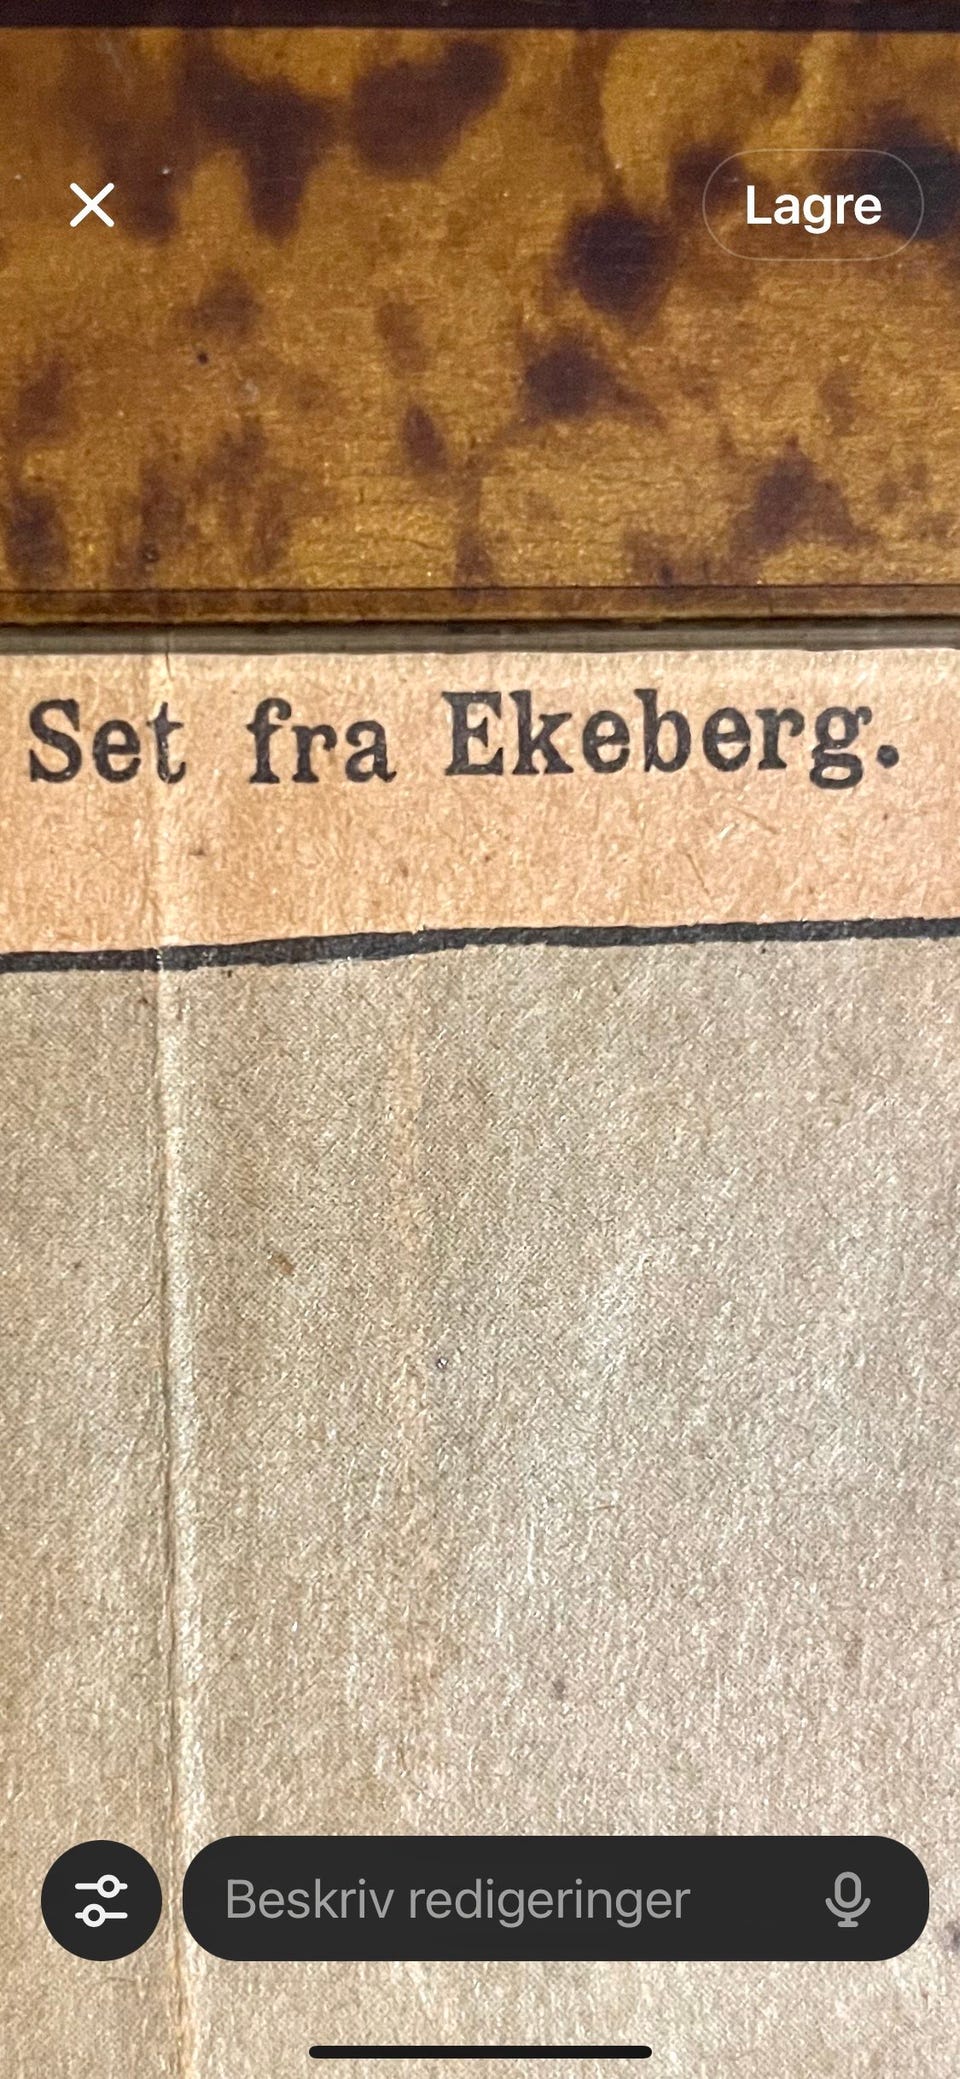 Lagre
Set fra Ekeberg.
Beskriv redigeringer